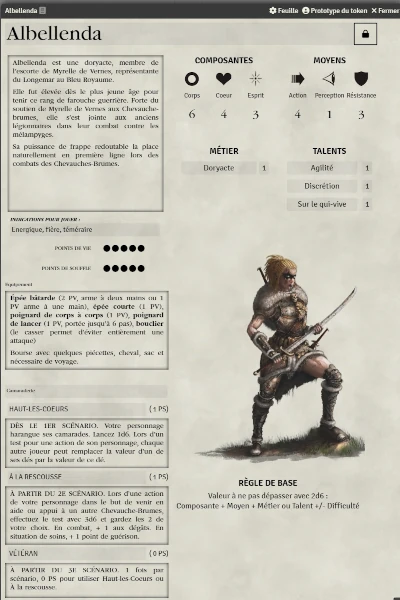 Albellenda
Feuille Prototype du token Fermer
Albellenda
Albellenda est une doryacte, membre de
l'escorte de Myrelle de Vernes, représentante
du Longemar au Bleu Royaume.
Elle fut élevée dès le plus jeune âge pour
tenir ce rang de farouche guerrière. Forte du
soutien de Myrelle de Vernes aux Chevauche-
brumes, elle s'est jointe aux anciens
légionnaires dans leur combat contre les
mélampyges.
Sa puissance de frappe redoutable la place
naturellement en première ligne lors des
combats des Chevauches-Brumes.
INDICATIONS POUR JOUER :
Energique, fière, téméraire
POINTS DE VIE
POINTS DE SOUFFLE
Equipement
Épée bâtarde (2 PV, arme à deux mains ou 1
PV arme à une main), épée courte (1 PV),
poignard de corps à corps (1 PV), poignard
de lancer (1 PV, portée jusqu'à 6 pas), bouclier
(le casser permet d'éviter entièrement une
attaque)
Bourse avec quelques piécettes, cheval, sac et
nécessaire de voyage.
Camaraderie
HAUT-LES-COEURS (1 PS)
DÈS LE 1ER SCÉNARIO. Votre personnage
harangue ses camarades. Lancez 1d6. Lors d'un
test pour une action de son personnage, chaque
autre joueur peut remplacer la valeur d'un de
ses dés par la valeur de ce dé.
À LA RESCOUSSE (1 PS)
À PARTIR DU 2E SCÉNARIO. Lors d'une action
de votre personnage dans le but de venir en
aide ou appui à un autre Chevauche-Brumes,
effectuez le test avec 3d6 et gardez les 2 de
votre choix. En combat, + 1 aux dégâts. En
situation de soins, + 1 point de guérison.
VÉTÉRAN (0 PS)
À PARTIR DU 3E SCÉNARIO. 1 fois par
scénario, 0 PS pour utiliser Haut-les-Coeurs ou
À la rescousse.
COMPOSANTES
Corps Coeur Esprit
6 4 3
MOYENS
Action Perception Résistance
4 1 3
MÉTIER
Doryacte 1
TALENTS
Agilité 1
Discrétion 1
Sur le qui-vive 1
RÈGLE DE BASE
Valeur à ne pas dépasser avec 2d6 :
Composante + Moyen + Métier ou Talent +/- Difficulté